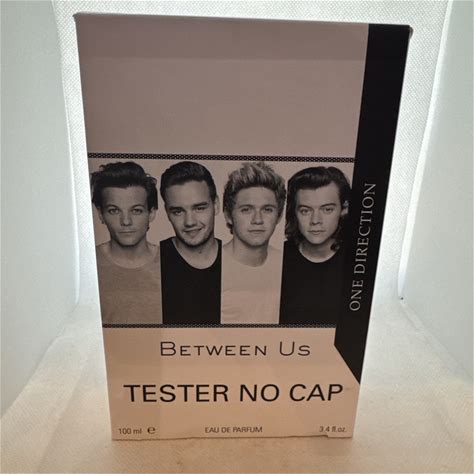 ONE DIRECTION
BETWEEN US
TESTER NO CAP
100 ml e EAU DE PARFUM 3.4 fl.oz.